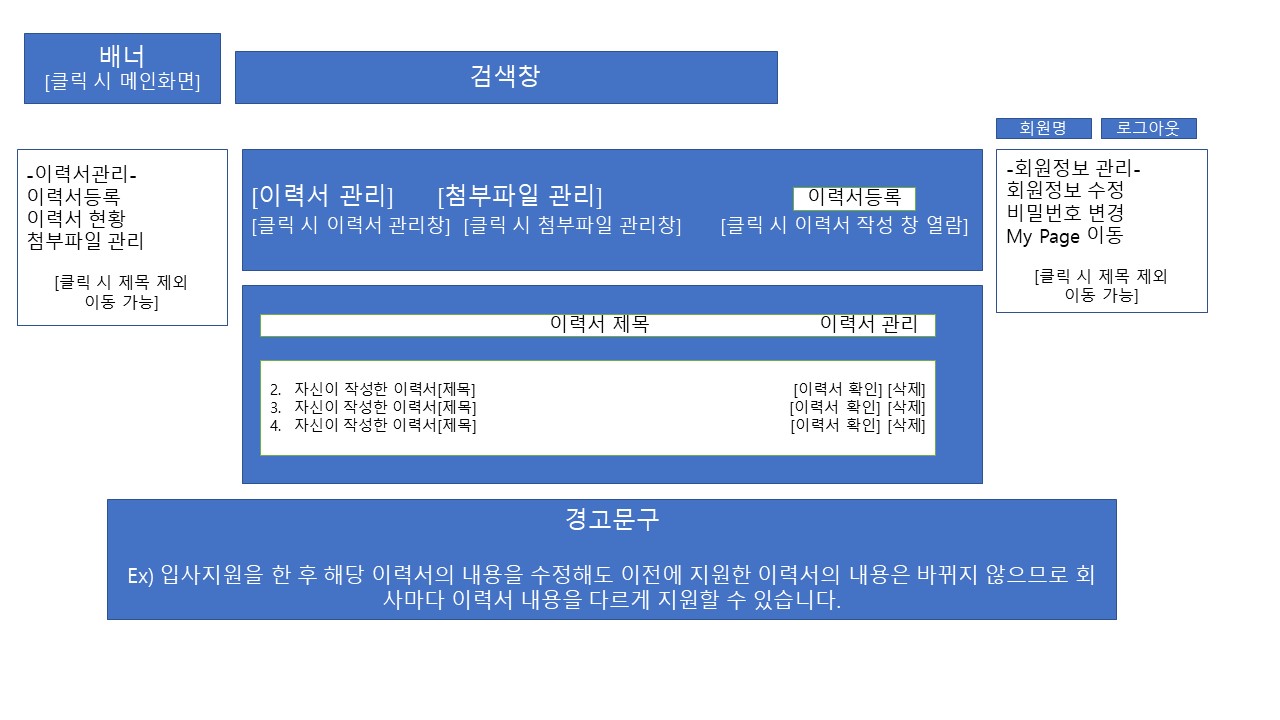 배너
[클릭 시 메인화면]
검색창
회원명
로그아웃
-이력서관리-
이력서등록
이력서 현황
첨부파일 관리
[클릭 시 제목 제외
이동 가능]
[이력서 관리] [첨부파일 관리] 이력서등록
[클릭 시 이력서 관리창] [클릭 시 첨부파일 관리창] [클릭 시 이력서 작성 창 열람]
-회원정보 관리-
회원정보 수정
비밀번호 변경
My Page 이동
[클릭 시 제목 제외
이동 가능]
이력서 제목 이력서 관리
2. 자신이 작성한 이력서[제목] [이력서 확인] [삭제]
3. 자신이 작성한 이력서[제목] [이력서 확인] [삭제]
4. 자신이 작성한 이력서[제목] [이력서 확인] [삭제]
경고문구
Ex) 입사지원을 한 후 해당 이력서의 내용을 수정해도 이전에 지원한 이력서의 내용은 바뀌지 않으므로 회
사마다 이력서 내용을 다르게 지원할 수 있습니다.